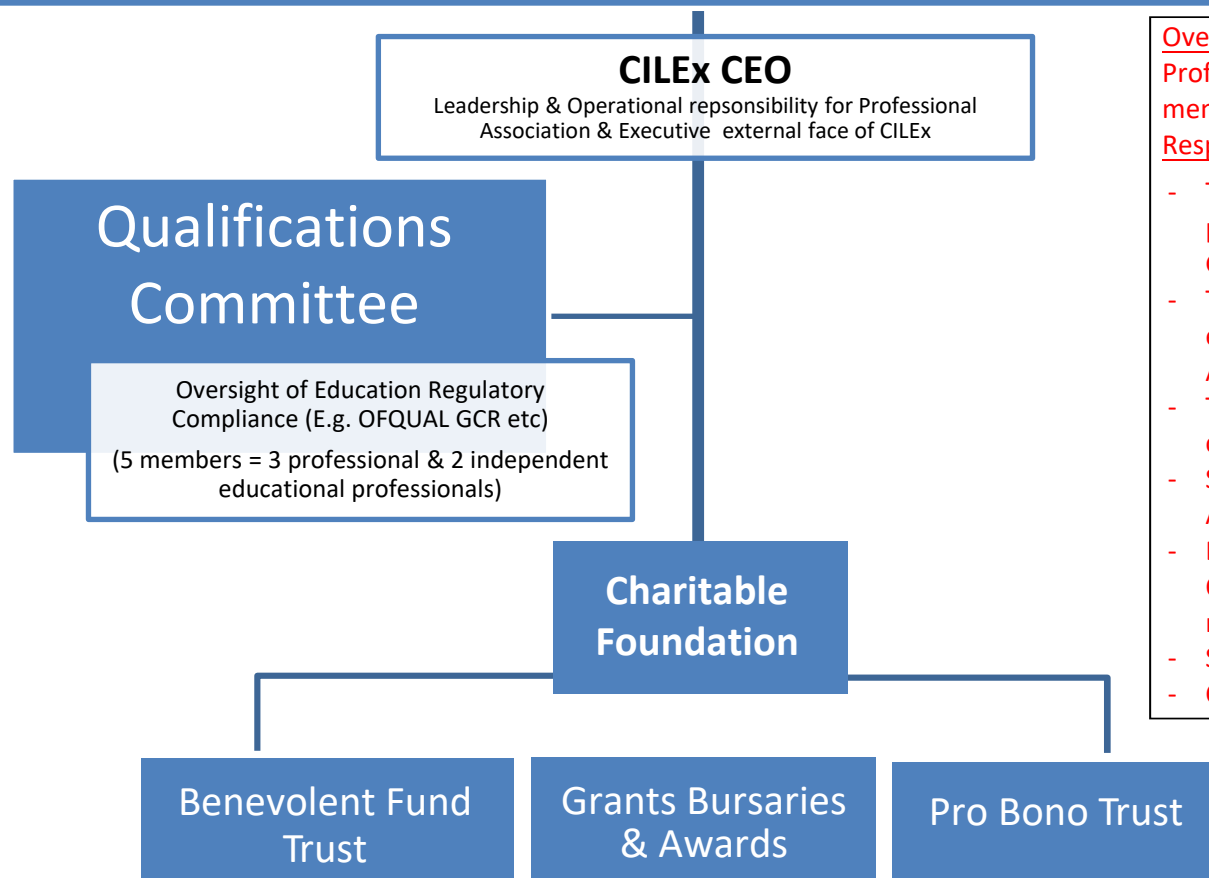 CILEx CEO
Leadership & Operational repsonsibility for Professional
Association & Executive external face of CILEx
Qualifications
Committee
Oversight of Education Regulatory
Compliance (E.g. OFQUAL GCR etc)
(5 members = 3 professional & 2 independent
educational professionals)
Charitable
Foundation
Benevolent Fund
Trust
Grants Bursaries
& Awards
Pro Bono Trust